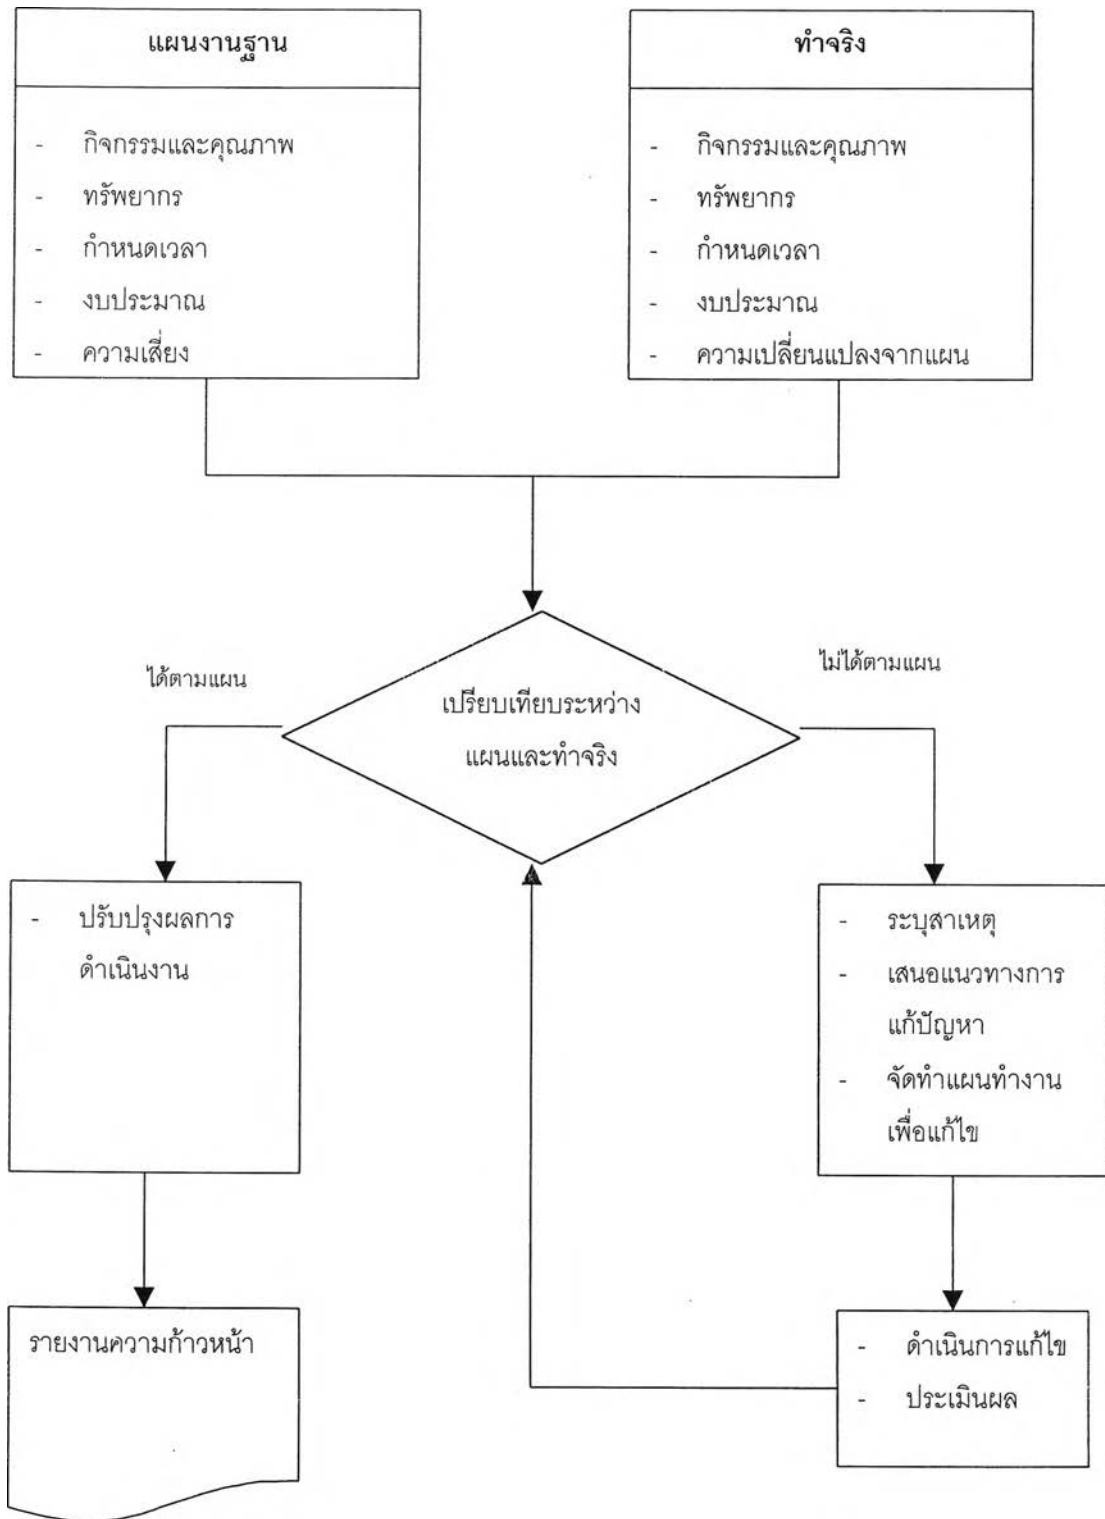 แผนงานฐาน
- กิจกรรมและคุณภาพ
- ทรัพยากร
- กำหนดเวลา
- งบประมาณ
- ความเสี่ยง
ทำจริง
- กิจกรรมและคุณภาพ
- ทรัพยากร
- กำหนดเวลา
- งบประมาณ
- ความเปลี่ยนแปลงจากแผน
ได้ตามแผน
เปรียบเทียบระหว่าง
แผนและทำจริง
ไม่ได้ตามแผน
- ปรับปรุงผลการ
ดำเนินงาน
- ระบุสาเหตุ
- เสนอแนวทางการ
แก้ปัญหา
- จัดทำแผนทำงาน
เพื่อแก้ไข
รายงานความก้าวหน้า
- ดำเนินการแก้ไข
- ประเมินผล